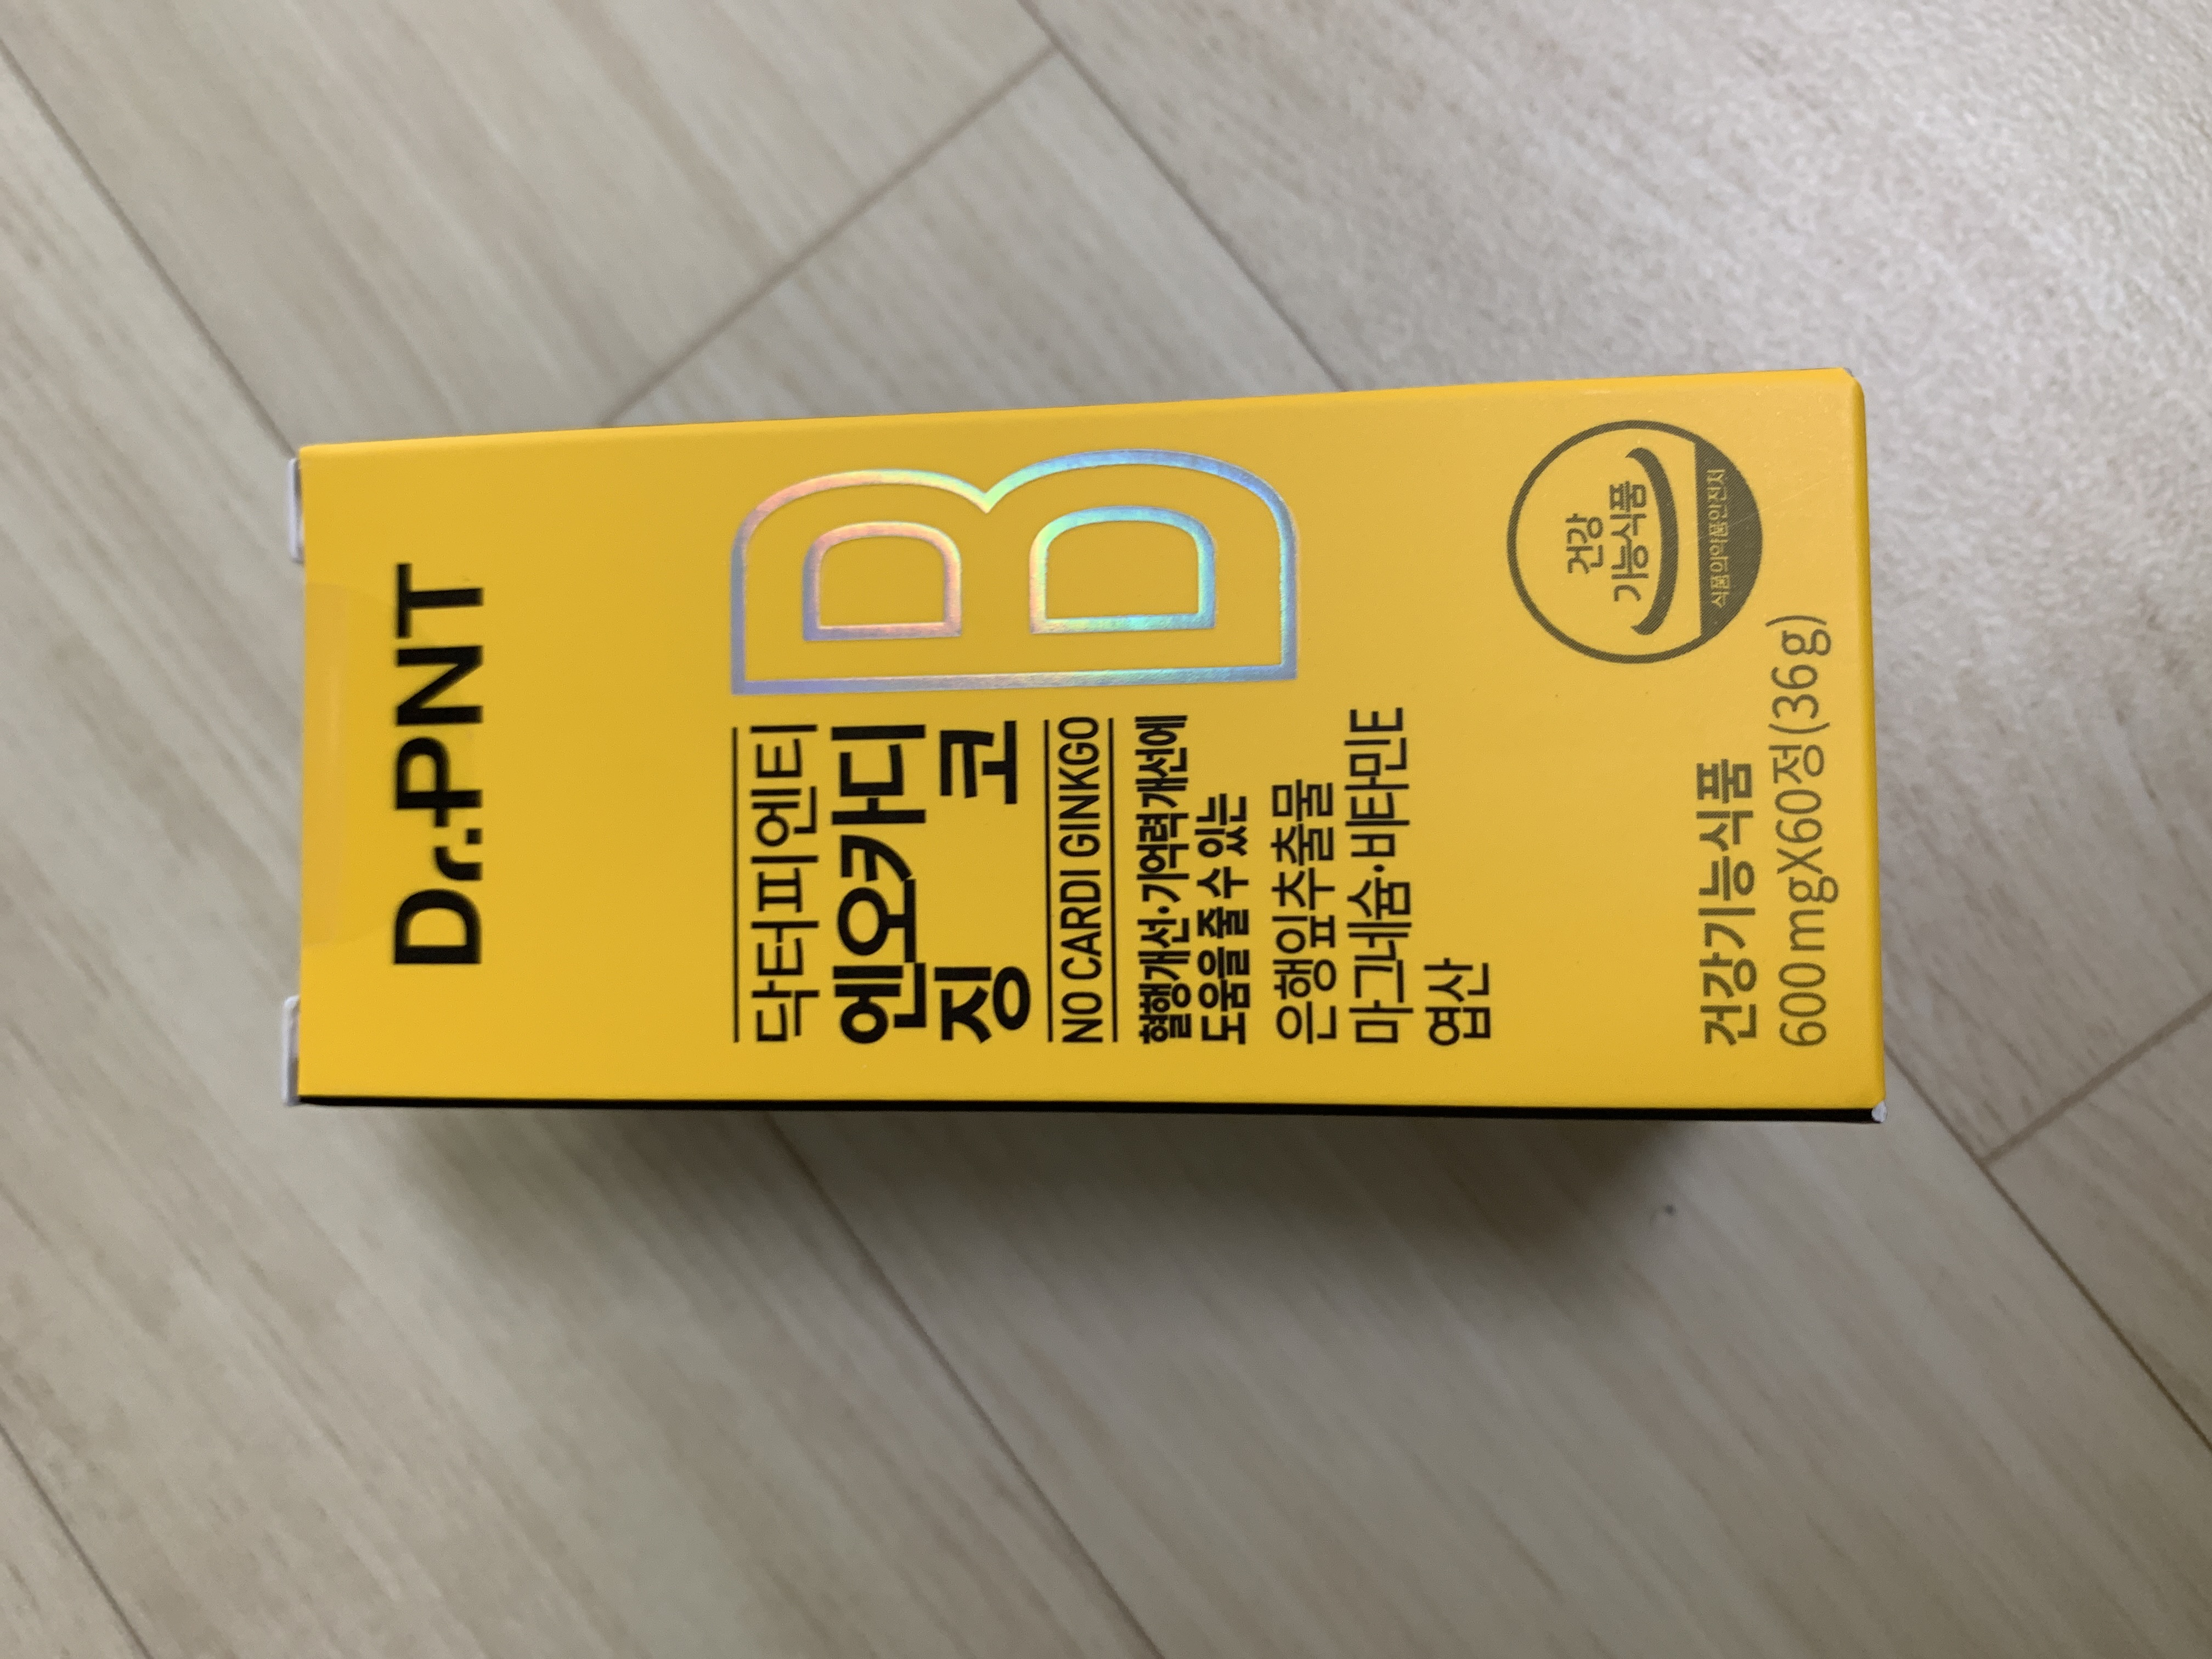 Dr.PNT
닥터피엔티
엔오카디
징코
NO CARDI GINKGO
혈행개선·기억력개선에
도움을 줄 수 있는
은행잎추출물
마그네슘·비타민E
엽산
B
건강
기능식품
식품의약품안전처
건강기능식품
600mgX60정(36g)